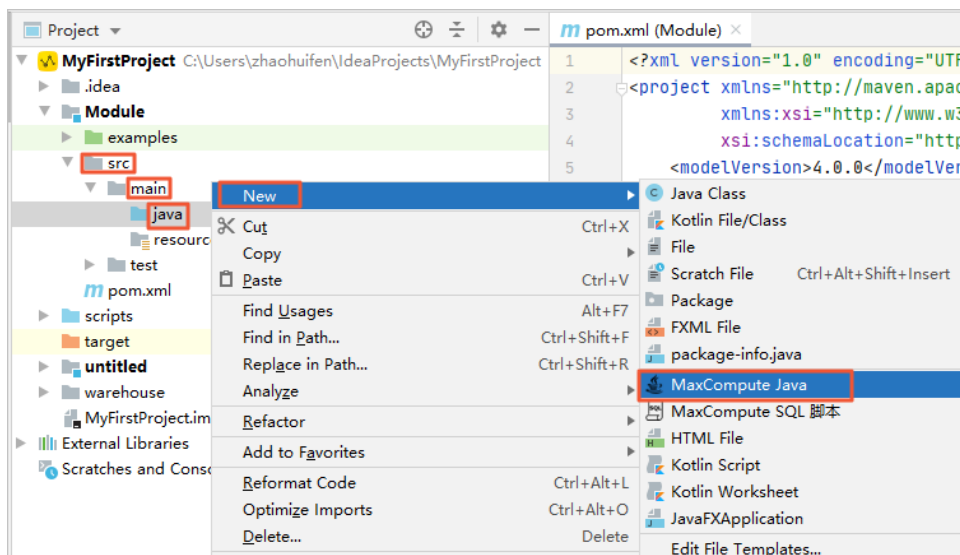 Project
pom.xml (Module)
MyFirstProject C:\Users\zhaohuifen\IdeaProjects\MyFirstProject
.idea
Module
examples
src
main
java
resourc
test
pom.xml
scripts
target
untitled
warehouse
MyFirstProject.im
External Libraries
Scratches and Conso
1 <?xml version="1.0" encoding="UTF
2 <project xmlns="http://maven.apac
3 xmlns:xsi="http://www.w3
4 xsi:schemaLocation="http
5 <modelVersion>4.0.0</modelVer
New
Cut Ctrl+X
Copy
Paste Ctrl+V
Find Usages Alt+F7
Find in Path... Ctrl+Shift+F
Replace in Path... Ctrl+Shift+R
Analyze
Refactor
Add to Favorites
Reformat Code Ctrl+Alt+L
Optimize Imports Ctrl+Alt+O
Delete... Delete
Java Class
Kotlin File/Class
File
Scratch File Ctrl+Alt+Shift+Insert
Package
FXML File
package-info.java
MaxCompute Java
MaxCompute SQL 脚本
HTML File
Kotlin Script
Kotlin Worksheet
JavaFXApplication
Edit File Templates...